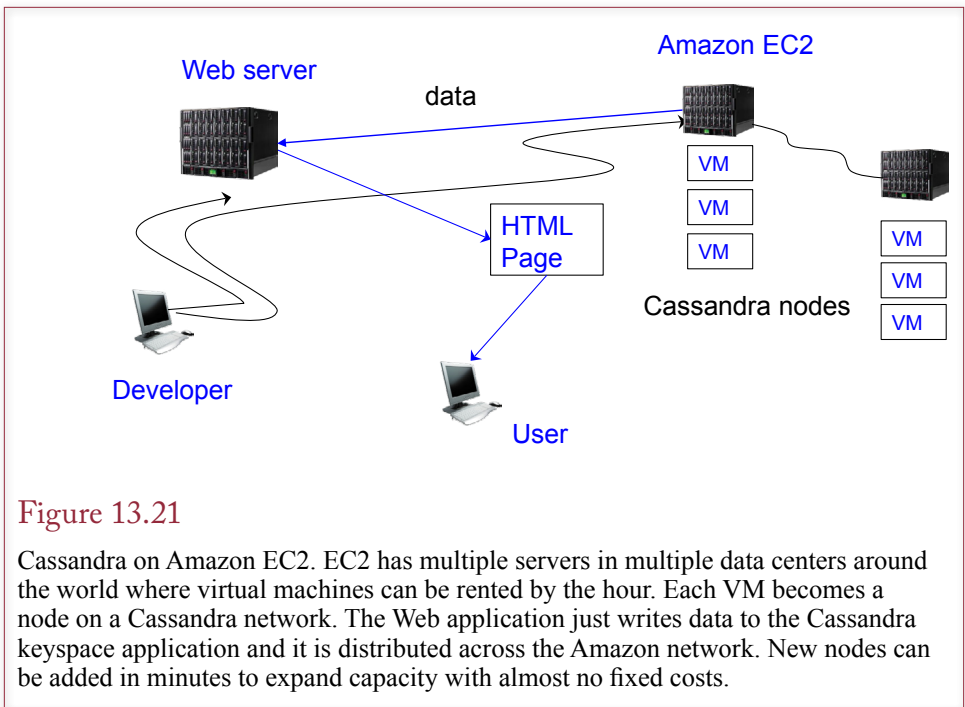 Amazon EC2
Web server
data
VM
VM
VM
HTML
Page
VM
VM
VM
Cassandra nodes
Developer
User
Figure 13.21
Cassandra on Amazon EC2. EC2 has multiple servers in multiple data centers around
the world where virtual machines can be rented by the hour. Each VM becomes a
node on a Cassandra network. The Web application just writes data to the Cassandra
keyspace application and it is distributed across the Amazon network. New nodes can
be added in minutes to expand capacity with almost no fixed costs.